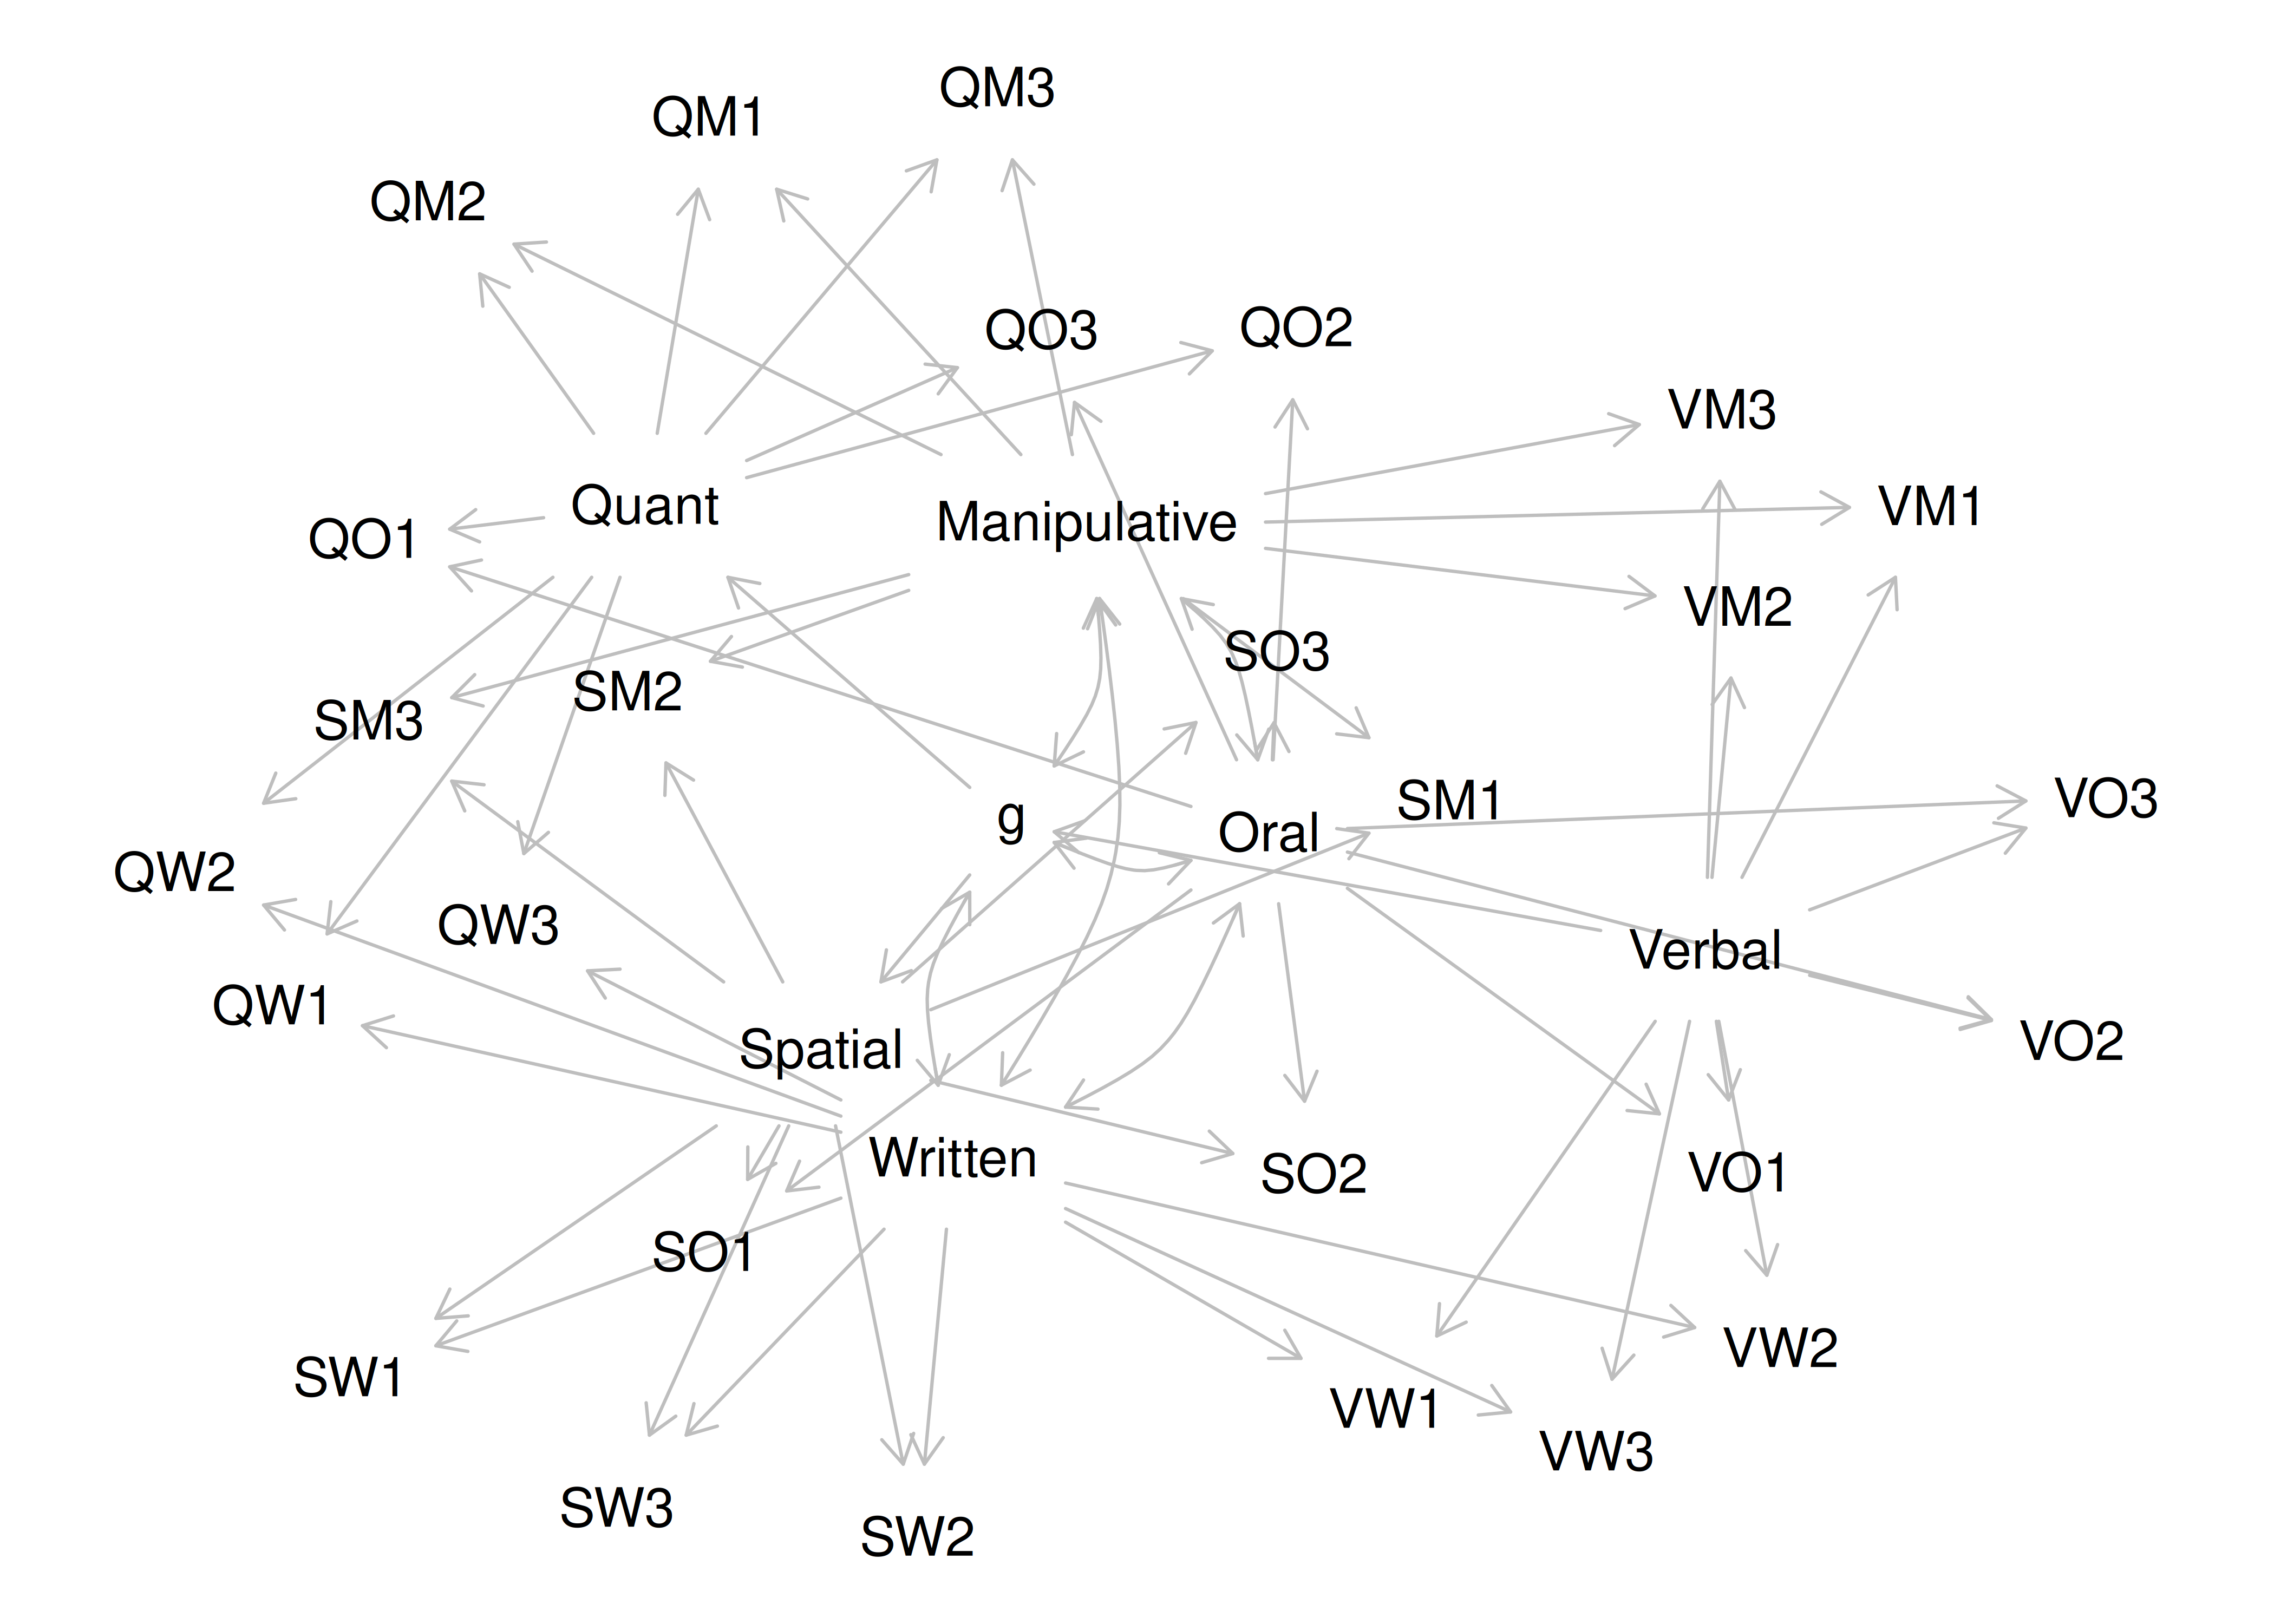 QM3
QM1
QM2
QO3
QO2
VM3
Quant
VM1
Manipulative
QO1
VM2
SO3
SM2
SM3
VO3
SM1
g
Oral
QW2
QW3
Verbal
QW1
VO2
Spatial
Written
VO1
SO2
SO1
VW2
SW1
VW1
VW3
SW3
SW2